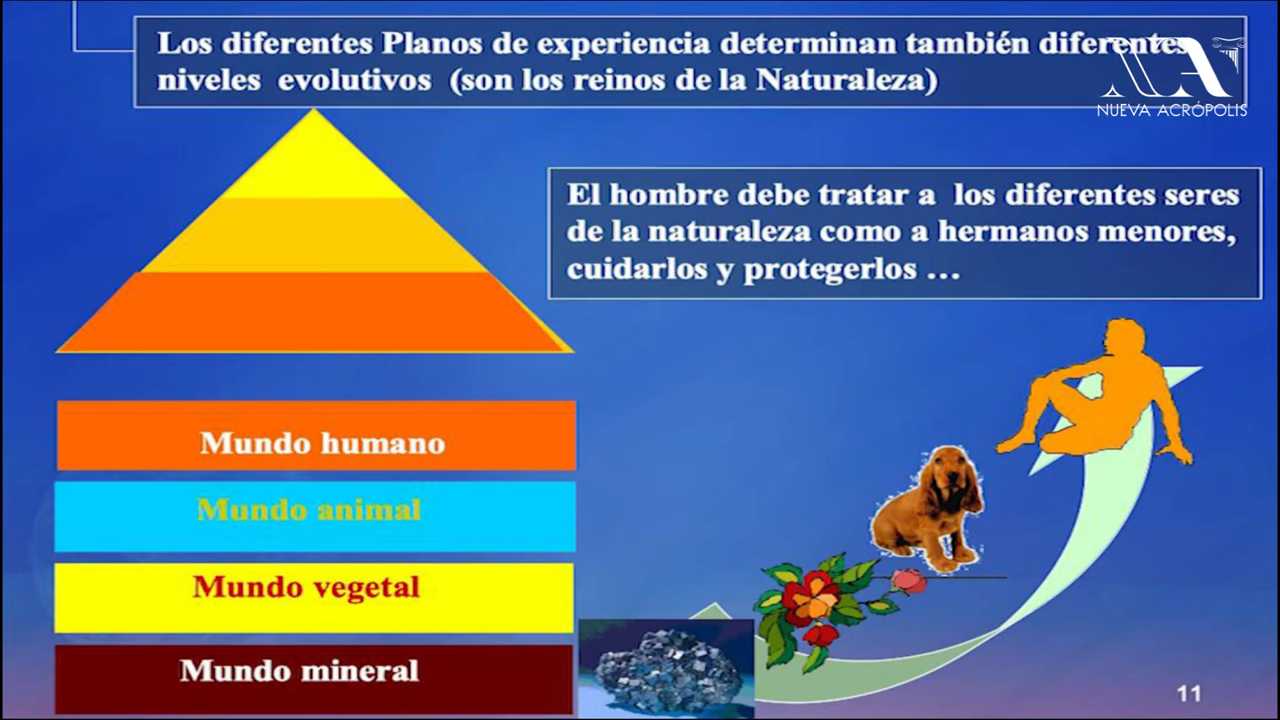 Los diferentes Planos de experiencia determinan también diferentes
niveles evolutivos (son los reinos de la Naturaleza)
NUEVA ACRÓPOLIS
El hombre debe tratar a los diferentes seres
de la naturaleza como a hermanos menores,
cuidarlos y protegerlos ...
Mundo humano
Mundo animal
Mundo vegetal
Mundo mineral
11